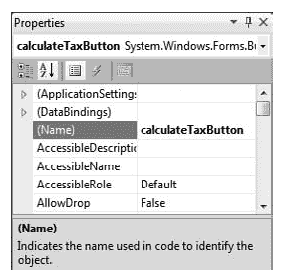 Properties
calculateTaxButton System.Windows.Forms.B
(ApplicationSetting
(DataBindings)
(Name) calculateTaxButton
AccessibleDescriptio
AccessibleName
AccessibleRole Default
AllowDrop False
(Name)
Indicates the name used in code to identify the
object.